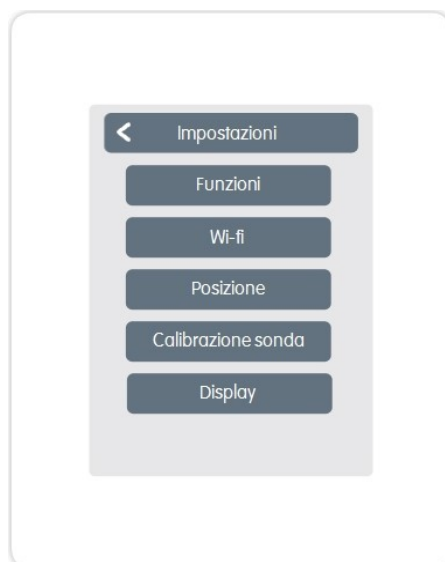 Impostazioni
Funzioni
Wi-fi
Posizione
Calibrazione sonda
Display